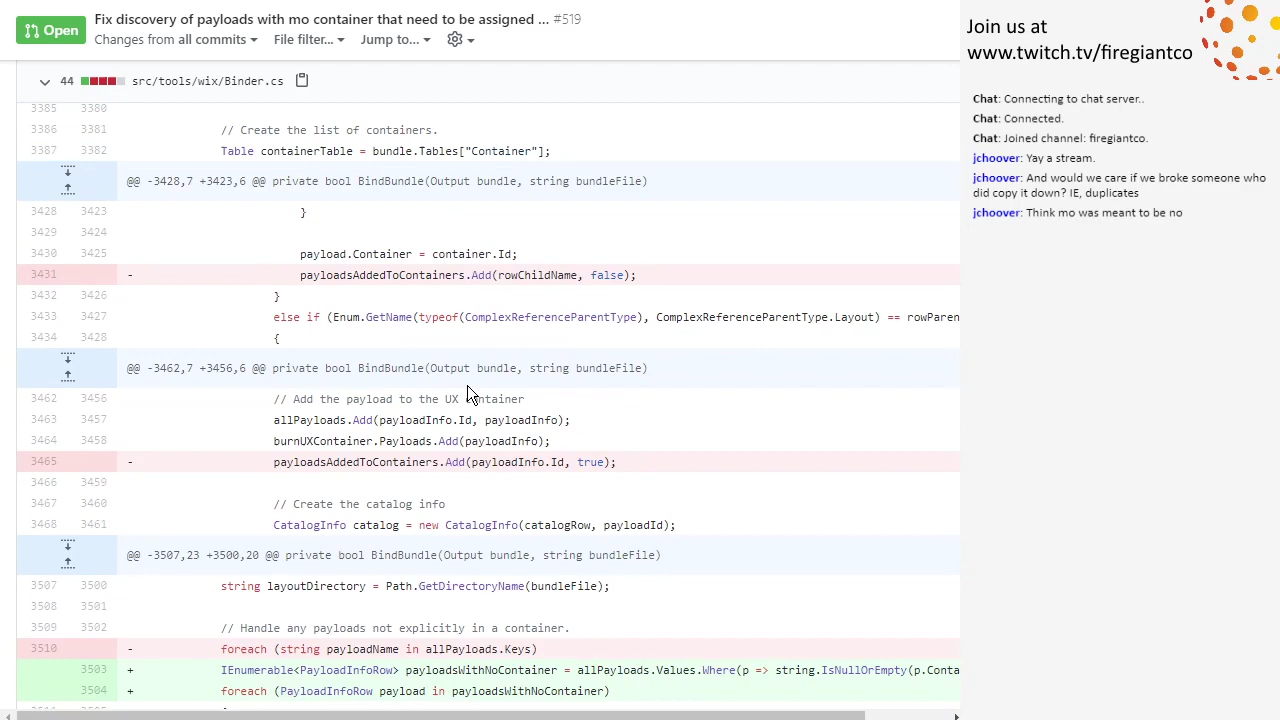 Fix discovery of payloads with mo container that need to be assigned ... #519
Open
Changes from all commits File filter... Jump to...
44 src/tools/wix/Binder.cs
3385 3380
3386 3381 // Create the list of containers.
3387 3382 Table containerTable = bundle.Tables["Container"];
@@ -3428,7 +3423,6 @@ private bool BindBundle(Output bundle, string bundleFile)
3428 3423 }
3429 3424
3430 3425 payload.Container = container.Id;
3431 - payloadsAddedToContainers.Add(rowChildName, false);
3432 3426 }
3433 3427 else if (Enum.GetName(typeof(ComplexReferenceParentType), ComplexReferenceParentType.Layout) == rowParen
3434 3428 {
@@ -3462,7 +3456,6 @@ private bool BindBundle(Output bundle, string bundleFile)
3462 3456 // Add the payload to the UX container
3463 3457 allPayloads.Add(payloadInfo.Id, payloadInfo);
3464 3458 burnUXContainer.Payloads.Add(payloadInfo);
3465 - payloadsAddedToContainers.Add(payloadInfo.Id, true);
3466 3459
3467 3460 // Create the catalog info
3468 3461 CatalogInfo catalog = new CatalogInfo(catalogRow, payloadId);
@@ -3507,23 +3500,20 @@ private bool BindBundle(Output bundle, string bundleFile)
3507 3500 string layoutDirectory = Path.GetDirectoryName(bundleFile);
3508 3501
3509 3502 // Handle any payloads not explicitly in a container.
3510 - foreach (string payloadName in allPayloads.Keys)
3503 + IEnumerable<PayloadInfoRow> payloadsWithNoContainer = allPayloads.Values.Where(p => string.IsNullOrEmpty(p.Conta
3504 + foreach (PayloadInfoRow payload in payloadsWithNoContainer)
Join us at
www.twitch.tv/firegiantco
Chat: Connecting to chat server..
Chat: Connected.
Chat: Joined channel: firegiantco.
jchoover: Yay a stream.
jchoover: And would we care if we broke someone who
did copy it down? IE, duplicates
jchoover: Think mo was meant to be no